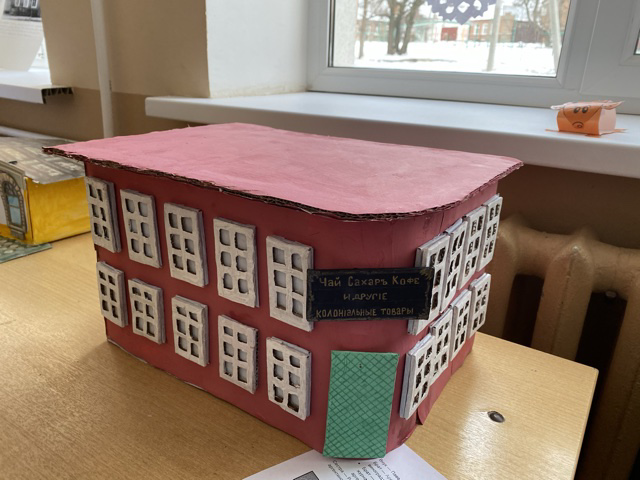 Чай Сахаръ Кофе
и другіе
колоніальные товары